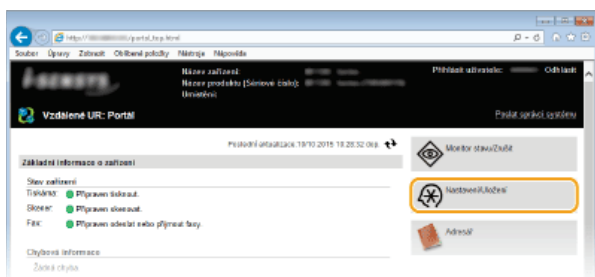 http:// /portal_top.html
Soubor Úpravy Zobrazit Oblíbené položky Nástroje Nápověda
Název zařízení:
Název produktu (Sériové číslo):
Umístění:
Přihlásit uživatele: Odhlásit
Vzdálené UR: Portál
Poslat správci systému
Poslední aktualizace: 10/10 2015 10:28:32 dop.
Základní informace o zařízení
Stav zařízení
Tiskárna: Připraven tisknout.
Skener: Připraven skenovat.
Fax: Připraven odeslat nebo přijmout faxy.
Chybové informace
Žádná chyba.
Monitor stavu/Zrušit
Nastavení/Uložení
Adresář